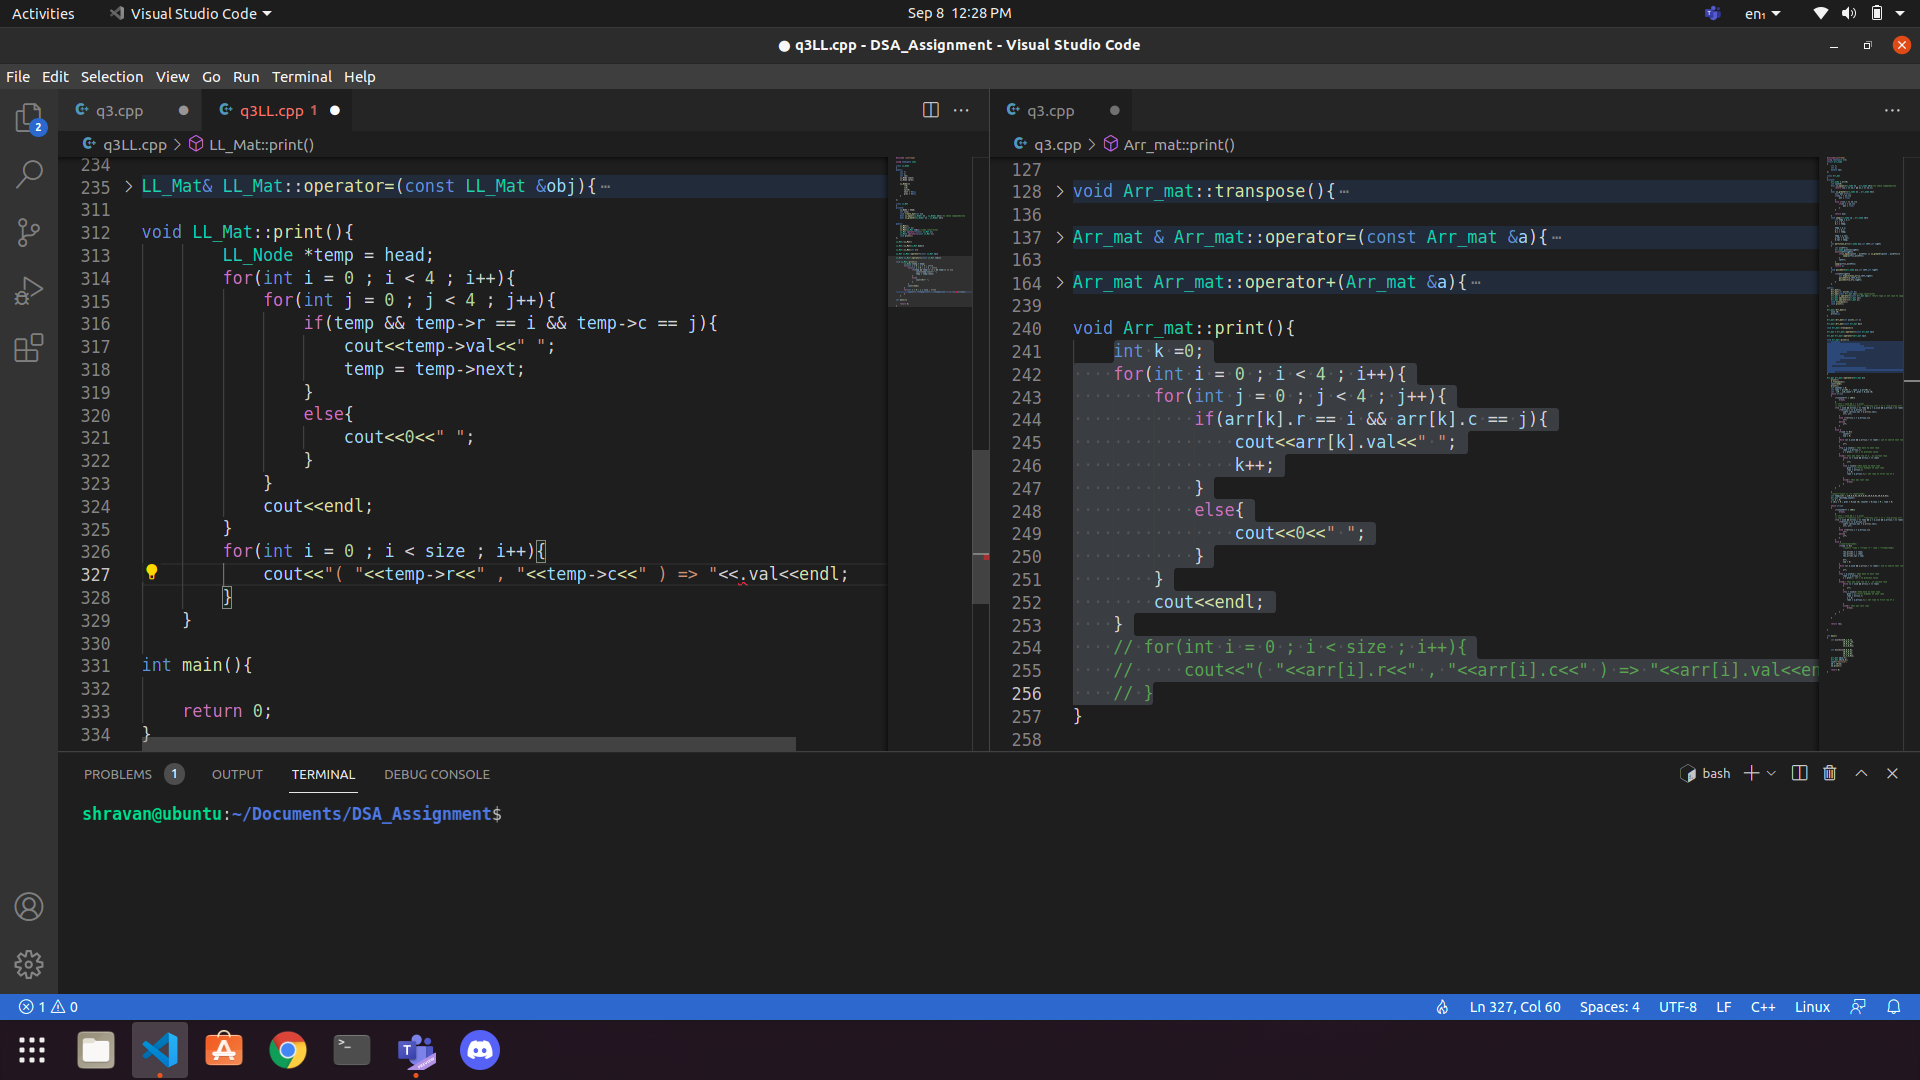 Activities Visual Studio Code Sep 8 12:28 PM en₁
q3LL.cpp - DSA_Assignment - Visual Studio Code
File Edit Selection View Go Run Terminal Help
2
q3.cpp q3LL.cpp 1
q3LL.cpp > LL_Mat::print()
234
235 LL_Mat& LL_Mat::operator=(const LL_Mat &obj){⋯
311
312 void LL_Mat::print(){
313 LL_Node *temp = head;
314 for(int i = 0 ; i < 4 ; i++){
315 for(int j = 0 ; j < 4 ; j++){
316 if(temp && temp->r == i && temp->c == j){
317 cout<<temp->val<<" ";
318 temp = temp->next;
319 }
320 else{
321 cout<<0<<" ";
322 }
323 }
324 cout<<endl;
325 }
326 for(int i = 0 ; i < size ; i++){
327 cout<<"( "<<temp->r<<" , "<<temp->c<<" ) => "<<.val<<endl;
328 }
329 }
330
331 int main(){
332
333 return 0;
334 }
q3.cpp
q3.cpp > Arr_mat::print()
127
128 void Arr_mat::transpose(){⋯
136
137 Arr_mat & Arr_mat::operator=(const Arr_mat &a){⋯
163
164 Arr_mat Arr_mat::operator+(Arr_mat &a){⋯
239
240 void Arr_mat::print(){
241 int k =0;
242 for(int i = 0 ; i < 4 ; i++){
243 for(int j = 0 ; j < 4 ; j++){
244 if(arr[k].r == i && arr[k].c == j){
245 cout<<arr[k].val<<" ";
246 k++;
247 }
248 else{
249 cout<<0<<" ";
250 }
251 }
252 cout<<endl;
253 }
254 // for(int i = 0 ; i < size ; i++){
255 // cout<<"( "<<arr[i].r<<" , "<<arr[i].c<<" ) => "<<arr[i].val<<en
256 // }
257 }
258
PROBLEMS 1 OUTPUT TERMINAL DEBUG CONSOLE bash
shravan@ubuntu:~/Documents/DSA_Assignment$
1 0 Ln 327, Col 60 Spaces: 4 UTF-8 LF C++ Linux